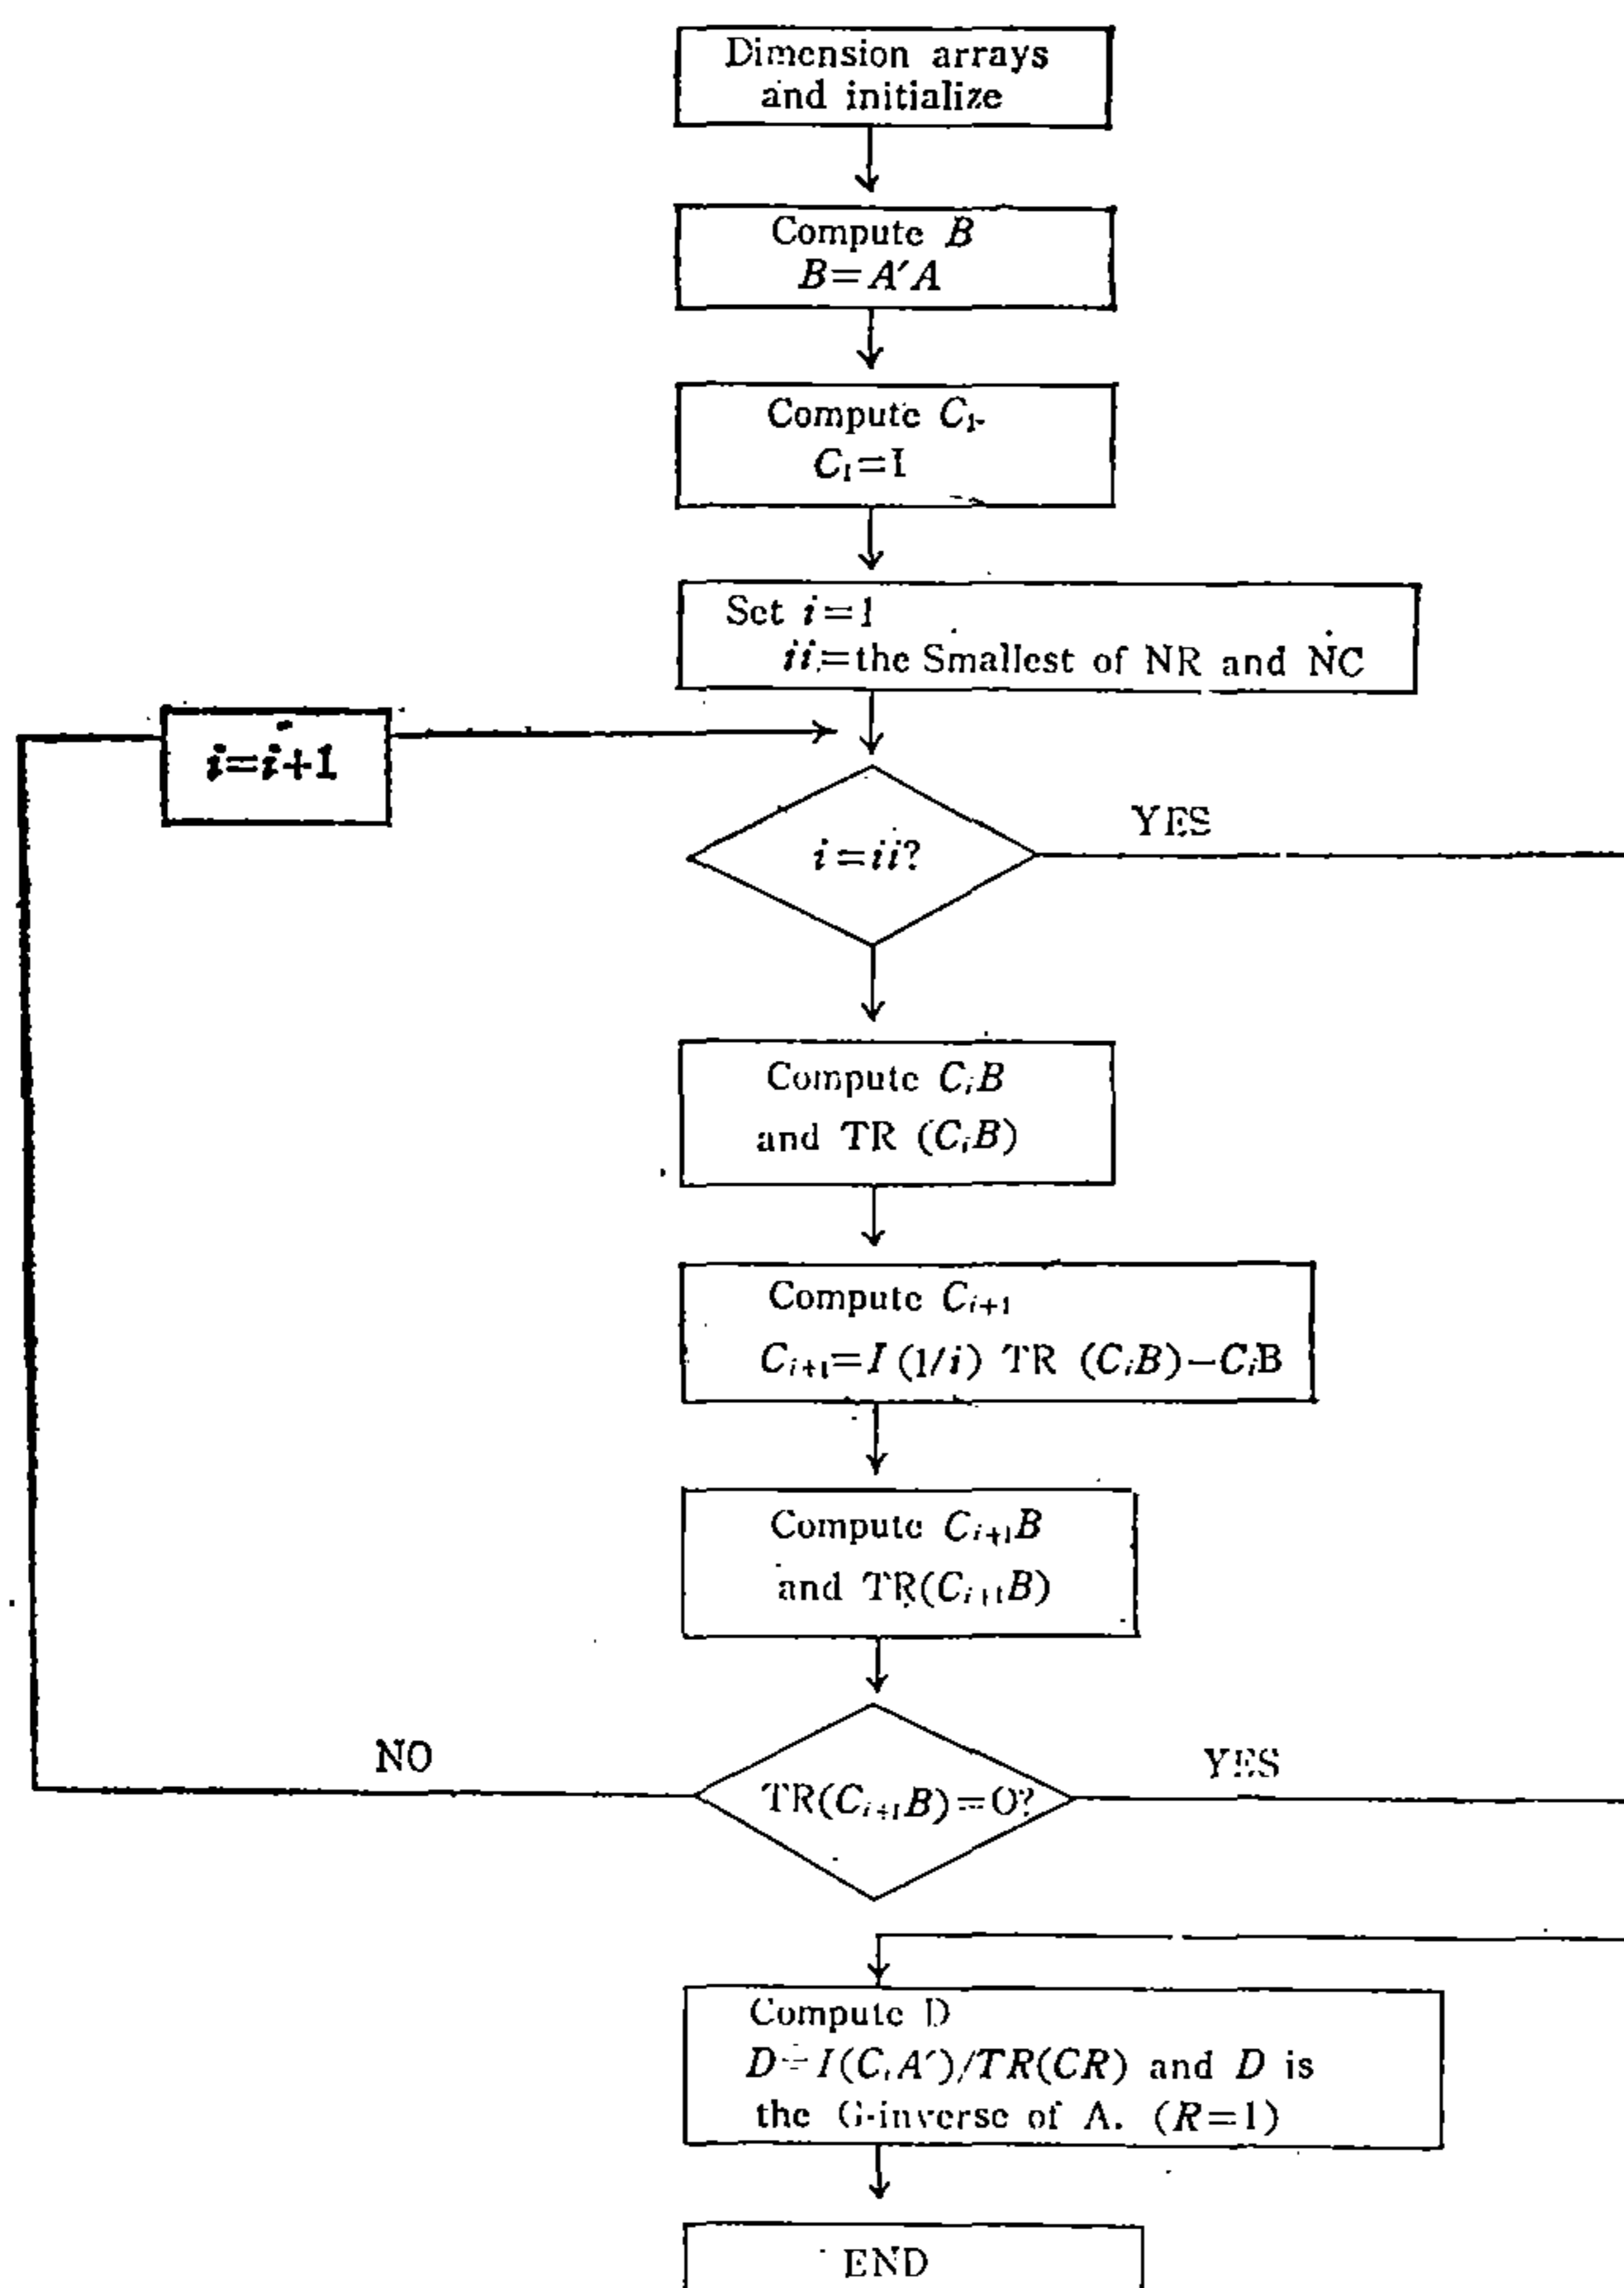 Dimension arrays
and initialize
Compute B
B=A'A
Compute C₁
C₁=I
Set i=1
ii=the Smallest of NR and NC
i=i+1
i=ii?
YES
Compute CᵢB
and TR (CᵢB)
Compute Cᵢ₊₁
Cᵢ₊₁=I(1/i) TR (CᵢB)−CᵢB
Compute Cᵢ₊₁B
and TR(Cᵢ₊₁B)
NO
TR(Cᵢ₊₁B)=0?
YES
Compute D
D=I(CᵢA')/TR(CR) and D is
the G-inverse of A. (R=1)
END